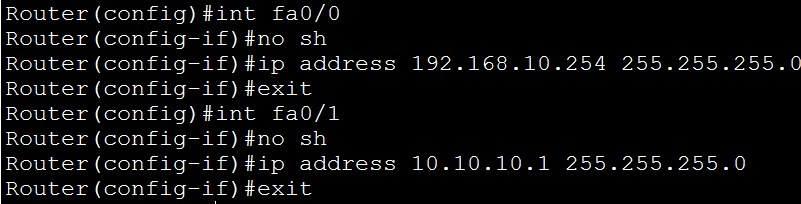 Router(config)#int fa0/0
Router(config-if)#no sh
Router(config-if)#ip address 192.168.10.254 255.255.255.0
Router(config-if)#exit
Router(config)#int fa0/1
Router(config-if)#no sh
Router(config-if)#ip address 10.10.10.1 255.255.255.0
Router(config-if)#exit